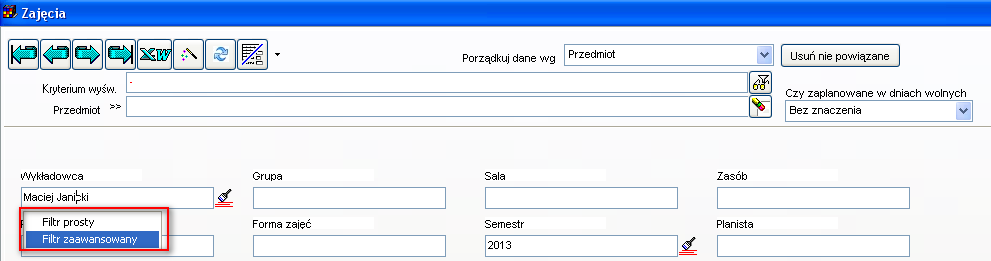 Zajęcia
XW
Porządkuj dane wg Przedmiot Usuń nie powiązane
Kryterium wyśw. -
Przedmiot >>
Czy zaplanowane w dniach wolnych
Bez znaczenia
Wykładowca Grupa Sala Zasób
Maciej Janicki
Filtr prosty
Filtr zaawansowany
Forma zajęć Semestr Planista
2013